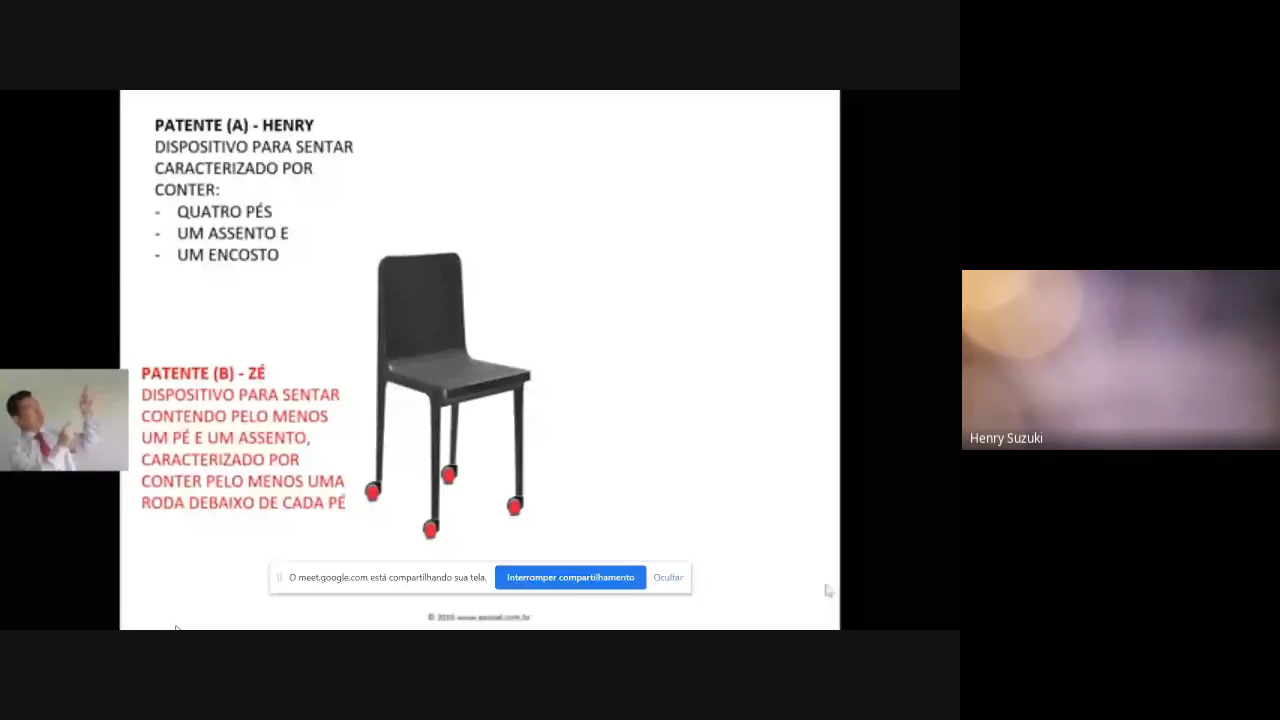 PATENTE (A) - HENRY
DISPOSITIVO PARA SENTAR
CARACTERIZADO POR
CONTER:
- QUATRO PÉS
- UM ASSENTO E
- UM ENCOSTO
PATENTE (B) - ZÉ
DISPOSITIVO PARA SENTAR
CONTENDO PELO MENOS
UM PÉ E UM ASSENTO,
CARACTERIZADO POR
CONTER PELO MENOS UMA
RODA DEBAIXO DE CADA PÉ
Henry Suzuki
O meet.google.com está compartilhando sua tela. Interromper compartilhamento Ocultar